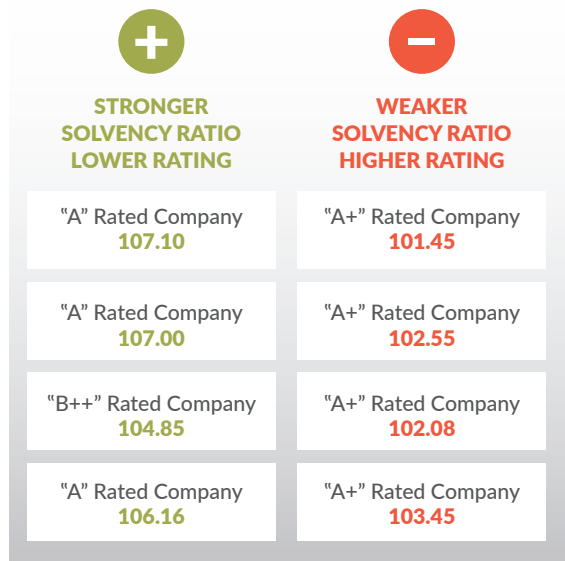 STRONGER
SOLVENCY RATIO
LOWER RATING
‟A” Rated Company
107.10
‟A” Rated Company
107.00
‟B++” Rated Company
104.85
‟A” Rated Company
106.16
WEAKER
SOLVENCY RATIO
HIGHER RATING
‟A+” Rated Company
101.45
‟A+” Rated Company
102.55
‟A+” Rated Company
102.08
‟A+” Rated Company
103.45